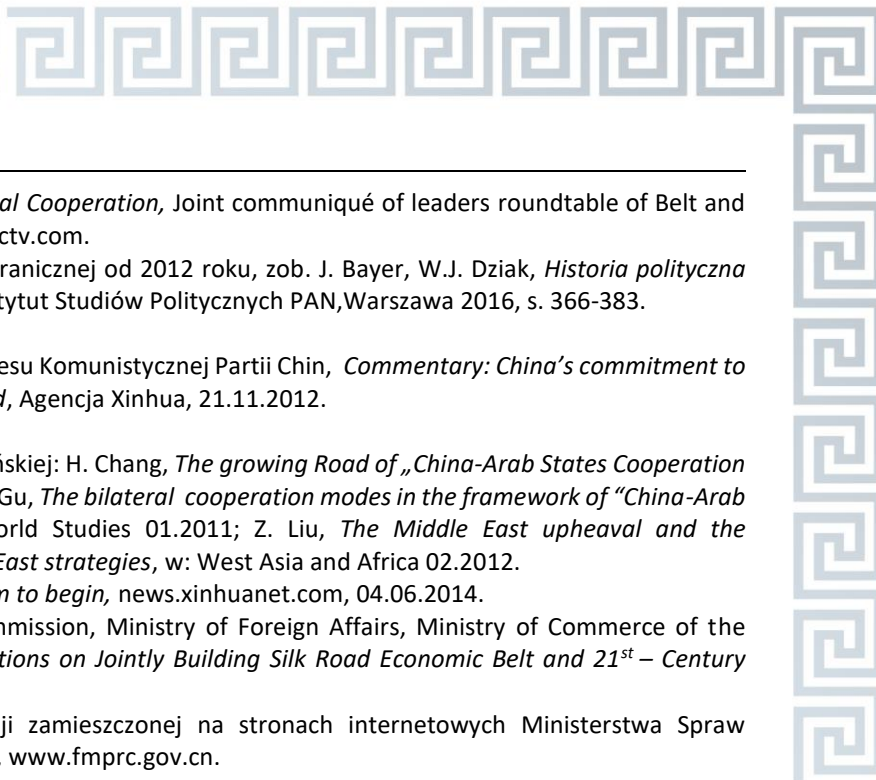 al Cooperation, Joint communiqué of leaders roundtable of Belt and
ctv.com.
ranicznej od 2012 roku, zob. J. Bayer, W.J. Dziak, Historia polityczna
tytut Studiów Politycznych PAN,Warszawa 2016, s. 366-383.
esu Komunistycznej Partii Chin, Commentary: China’s commitment to
d, Agencja Xinhua, 21.11.2012.
ńskiej: H. Chang, The growing Road of „China-Arab States Cooperation
Gu, The bilateral cooperation modes in the framework of “China-Arab
orld Studies 01.2011; Z. Liu, The Middle East upheaval and the
East strategies, w: West Asia and Africa 02.2012.
m to begin, news.xinhuanet.com, 04.06.2014.
mmission, Ministry of Foreign Affairs, Ministry of Commerce of the
tions on Jointly Building Silk Road Economic Belt and 21st – Century
ji zamieszczonej na stronach internetowych Ministerstwa Spraw
. www.fmprc.gov.cn.